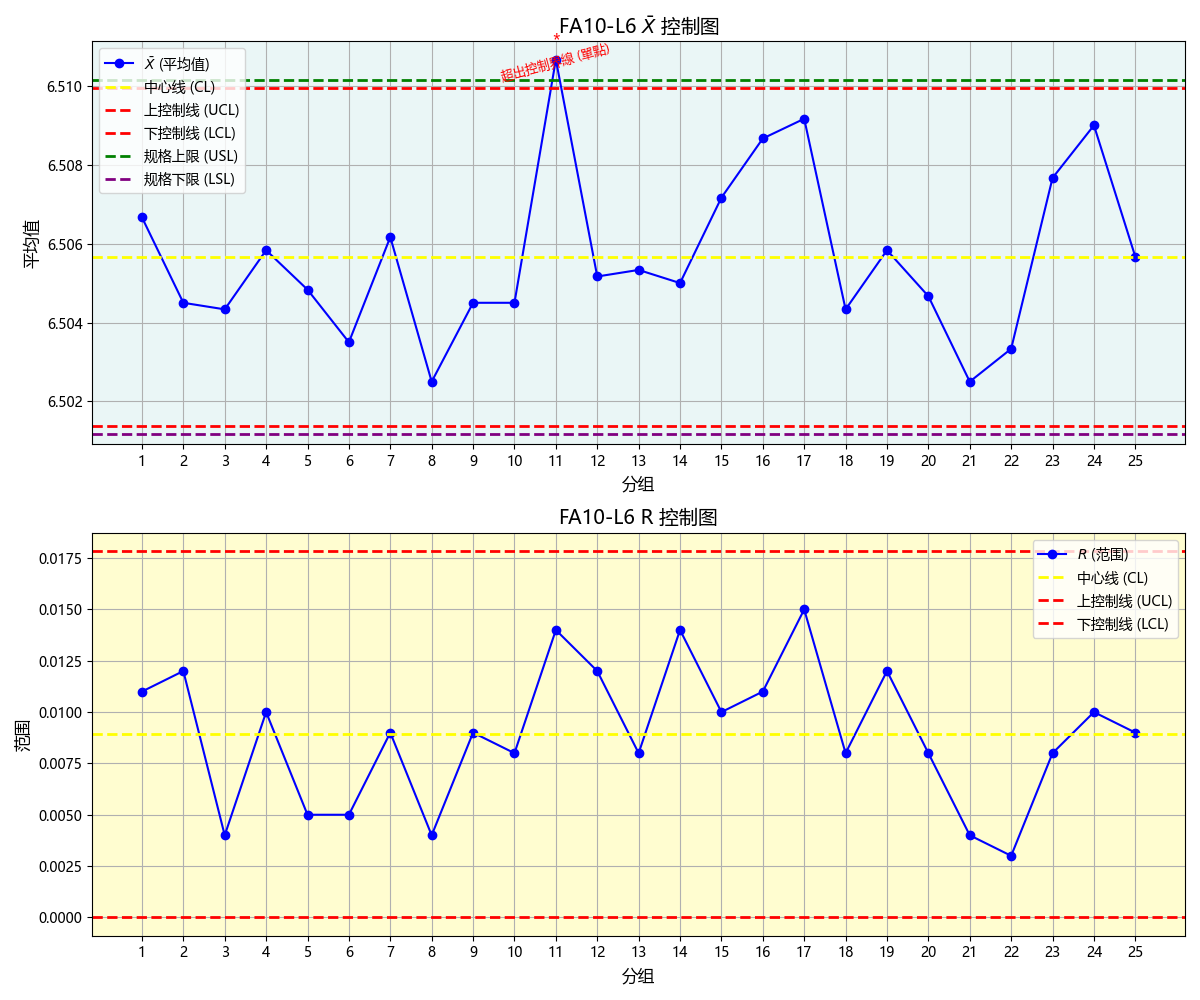 FA10-L6 X̄ 控制图
*
超出控制界線 (單點)
X̄ (平均值)
中心线 (CL)
上控制线 (UCL)
下控制线 (LCL)
规格上限 (USL)
规格下限 (LSL)
6.510
6.508
6.506
6.504
6.502
平均值
1 2 3 4 5 6 7 8 9 10 11 12 13 14 15 16 17 18 19 20 21 22 23 24 25
分组
FA10-L6 R 控制图
R (范围)
中心线 (CL)
上控制线 (UCL)
下控制线 (LCL)
0.0175
0.0150
0.0125
0.0100
0.0075
0.0050
0.0025
0.0000
范围
1 2 3 4 5 6 7 8 9 10 11 12 13 14 15 16 17 18 19 20 21 22 23 24 25
分组